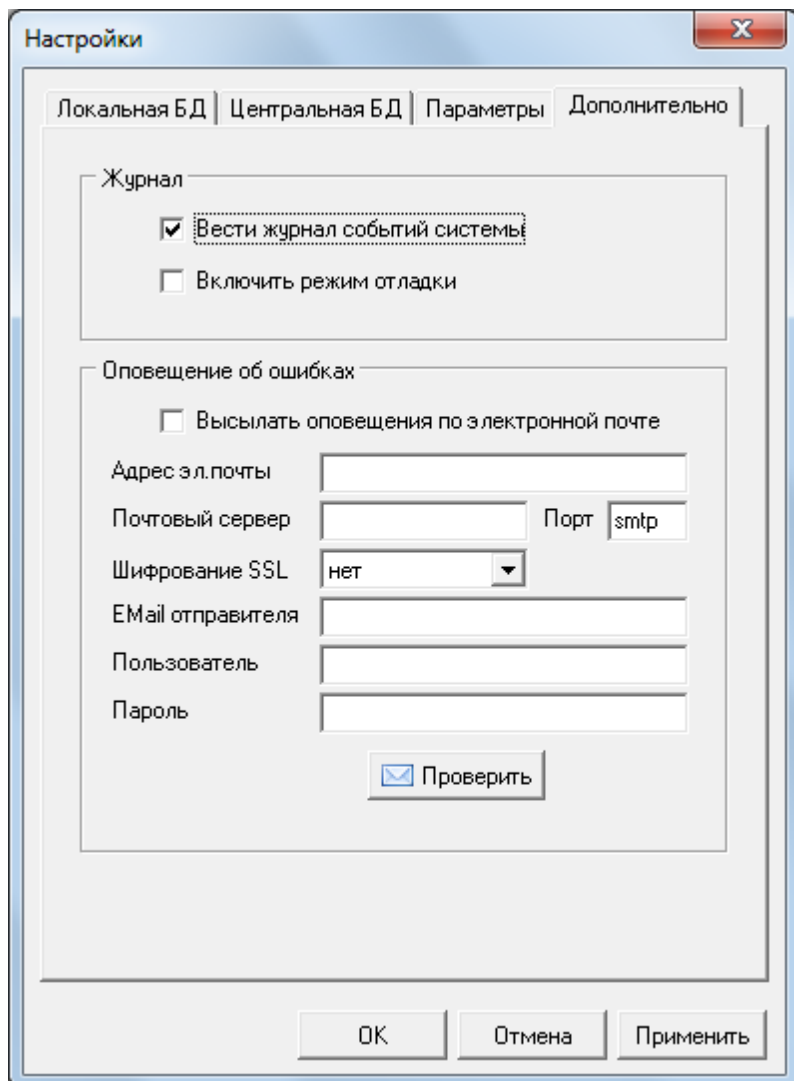 Настройки
Локальная БД
Центральная БД
Параметры
Дополнительно
Журнал
Вести журнал событий системы
Включить режим отладки
Оповещение об ошибках
Высылать оповещения по электронной почте
Адрес эл.почты
Почтовый сервер
Порт
smtp
Шифрование SSL
нет
EMail отправителя
Пользователь
Пароль
Проверить
OK
Отмена
Применить